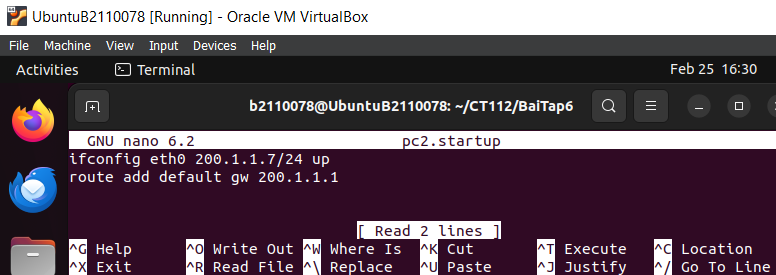 UbuntuB2110078 [Running] - Oracle VM VirtualBox
File Machine View Input Devices Help
Activities Terminal Feb 25 16:30
b2110078@UbuntuB2110078: ~/CT112/BaiTap6
GNU nano 6.2 pc2.startup
ifconfig eth0 200.1.1.7/24 up
route add default gw 200.1.1.1
[ Read 2 lines ]
^G Help ^O Write Out ^W Where Is ^K Cut ^T Execute ^C Location
^X Exit ^R Read File ^\ Replace ^U Paste ^J Justify ^/ Go To Line